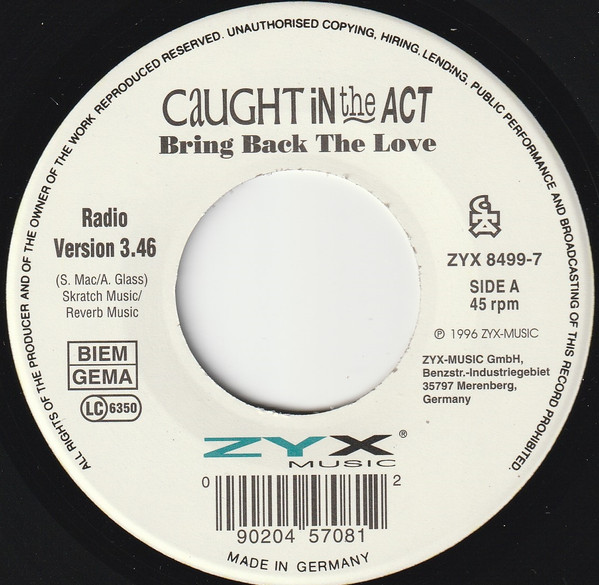 ALL RIGHTS OF THE PRODUCER AND OF THE OWNER OF THE WORK REPRODUCED RESERVED. UNAUTHORISED COPYING, HIRING, LENDING, PUBLIC PERFORMANCE AND BROADCASTING OF THIS RECORD PROHIBITED.
CAUGHT iN the ACT
Bring Back The Love
Radio
Version 3.46
(S. Mac/A. Glass)
Skratch Music/
Reverb Music
BIEM
GEMA
LC 6350
CITA
ZYX 8499-7
SIDE A
45 rpm
℗ 1996 ZYX-MUSIC
ZYX-MUSIC GmbH,
Benzstr.-Industriegebiet
35797 Merenberg,
Germany
ZYX®
MUSIC
0 90204 57081 2
MADE IN GERMANY